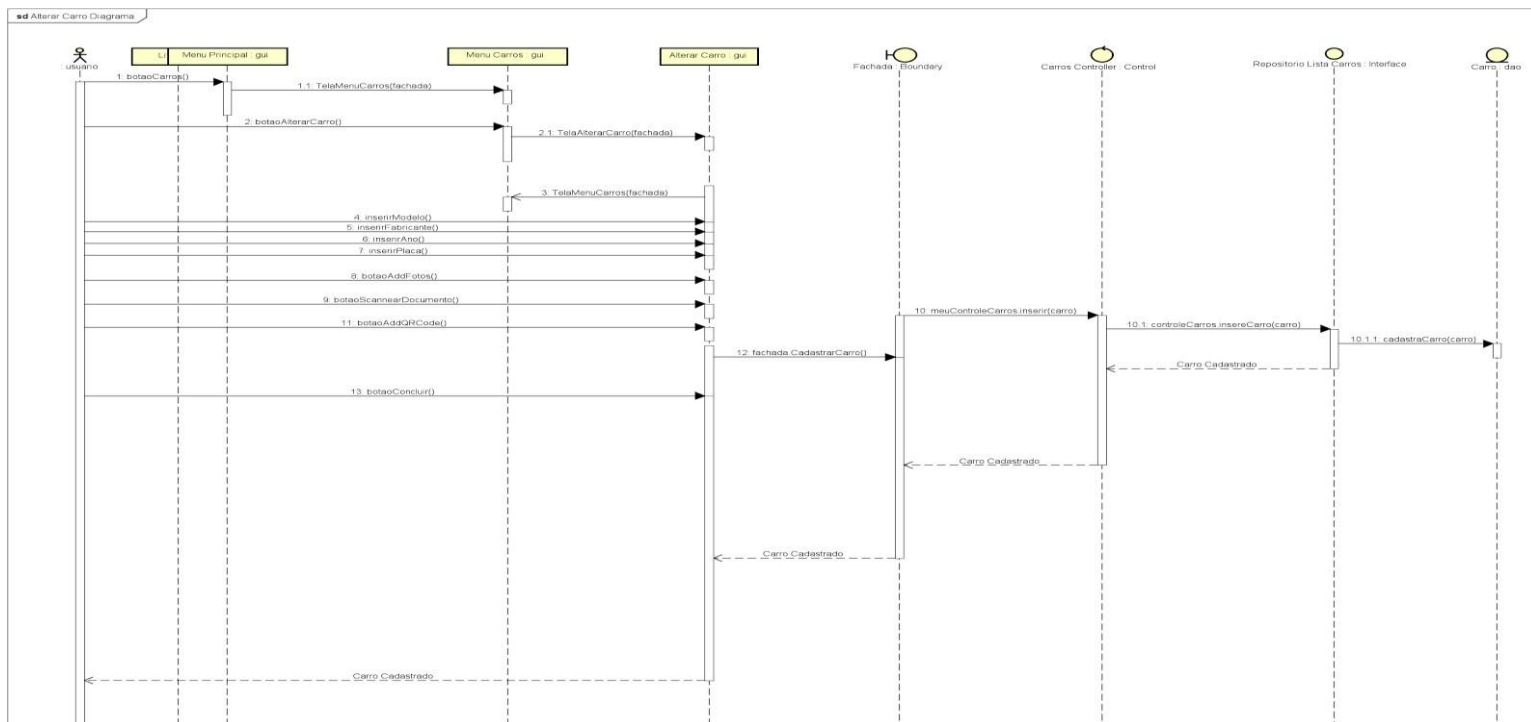 sd Alterar Carro Diagrama
: usuario
Li
Menu Principal : gui
Menu Carros : gui
Alterar Carro : gui
Fachada : Boundary
Carros Controller : Control
Repositorio Lista Carros : Interface
Carro : dao
1: botaoCarros()
1.1: TelaMenuCarros(fachada)
2: botaoAlterarCarro()
2.1: TelaAlterarCarro(fachada)
3: TelaMenuCarros(fachada)
4: inserirModelo()
5: inserirFabricante()
6: inserirAno()
7: inserirPlaca()
8: botaoAddFotos()
9: botaoScannearDocumento()
10: meuControleCarros.inserir(carro)
11: botaoAddQRCode()
10.1: controleCarros.insereCarro(carro)
10.1.1: cadastraCarro(carro)
12: fachada.CadastrarCarro()
Carro Cadastrado
13: botaoConcluir()
Carro Cadastrado
Carro Cadastrado
Carro Cadastrado